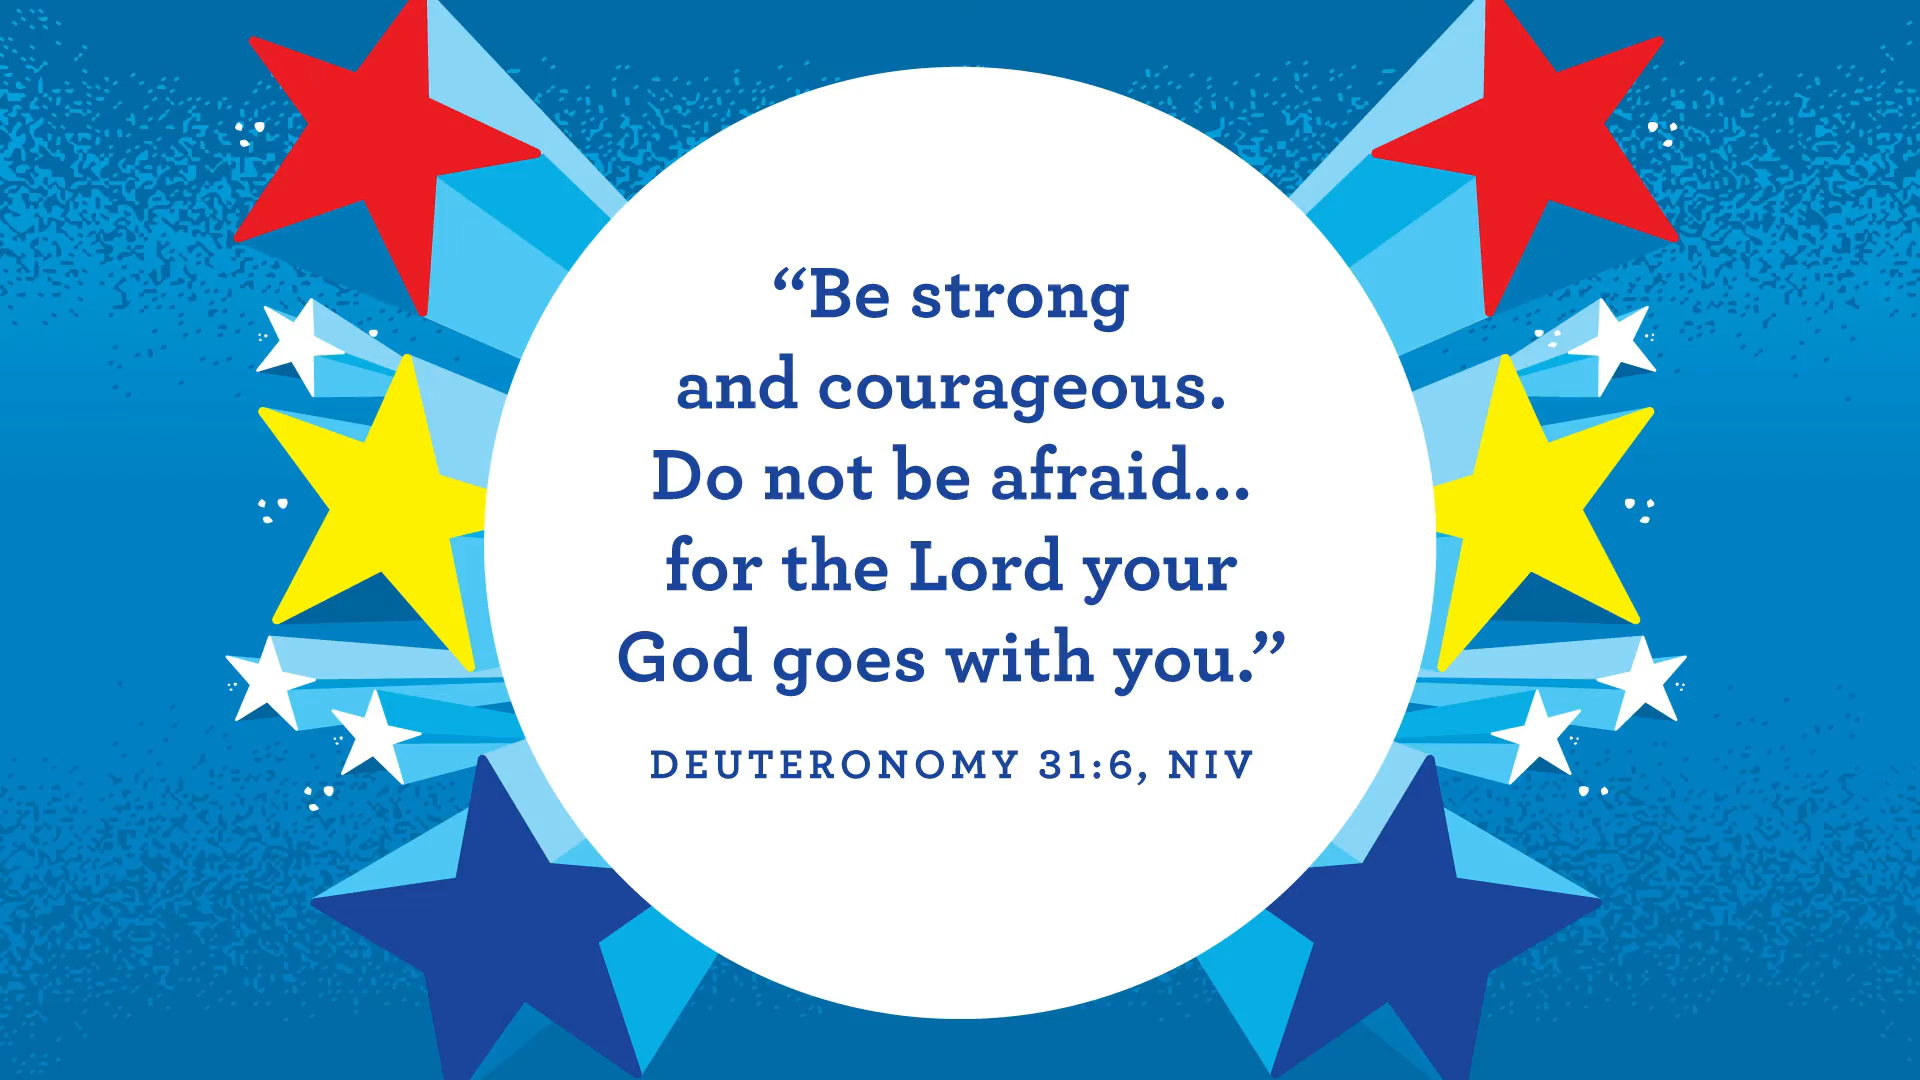 “Be strong
and courageous.
Do not be afraid...
for the Lord your
God goes with you.”
DEUTERONOMY 31:6, NIV